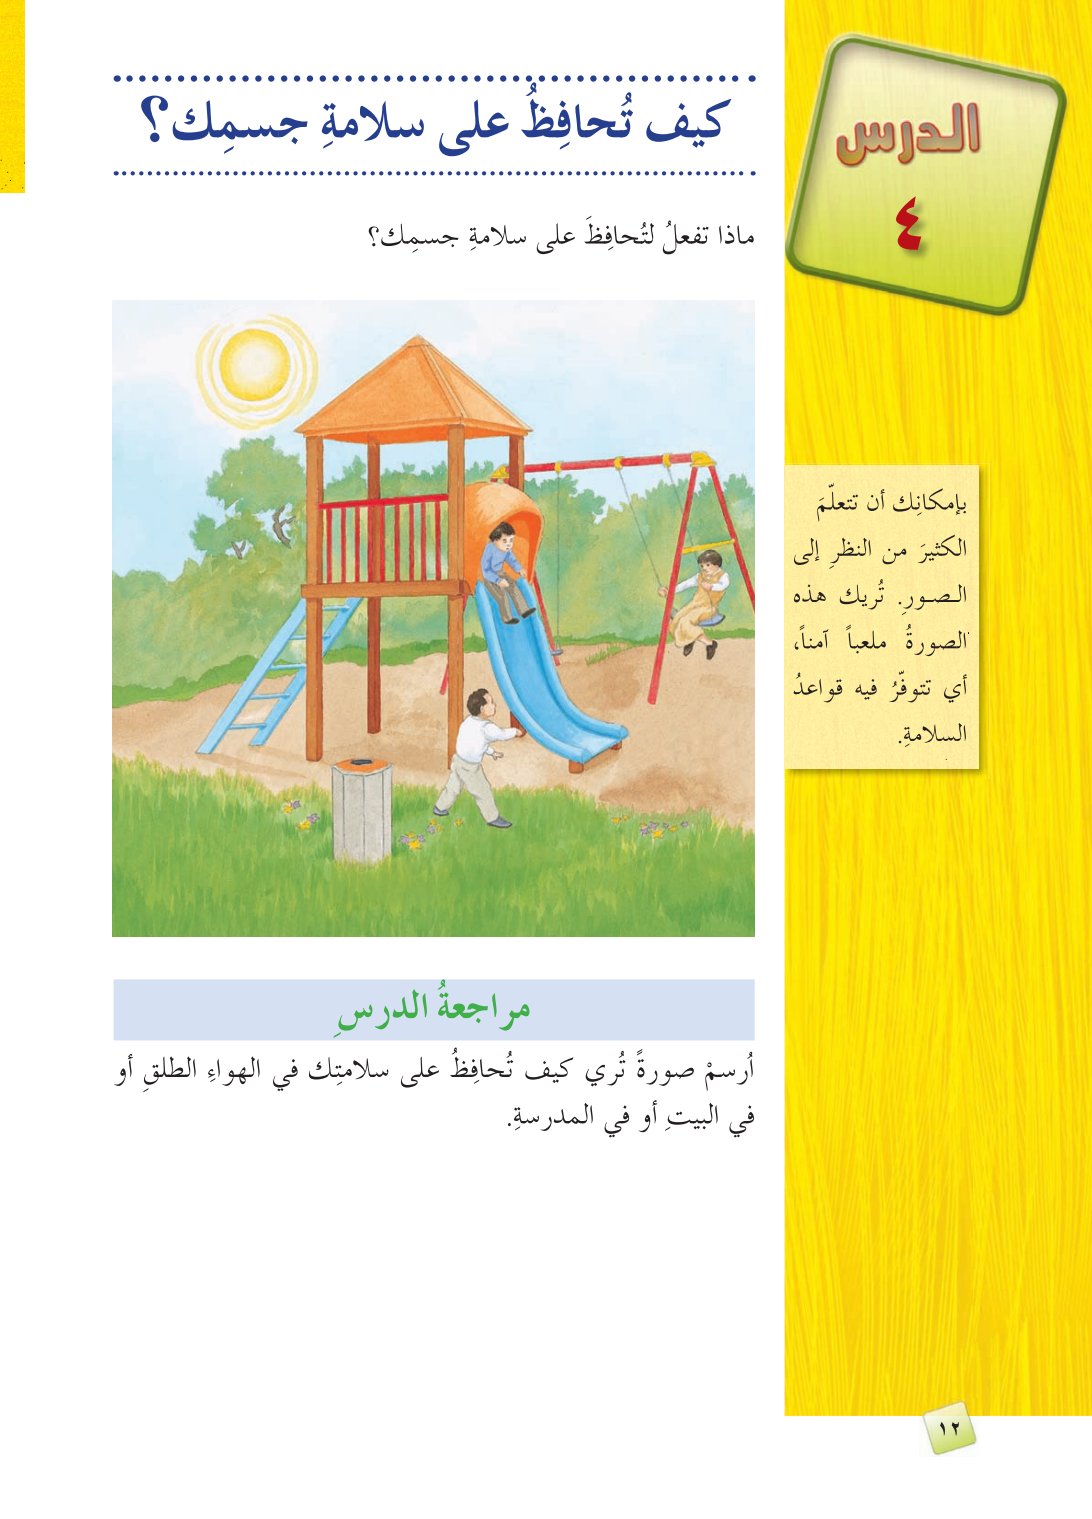 الدرس
٤
كيف تُحافِظُ على سلامةِ جسمِك؟
ماذا تفعلُ لتُحافِظَ على سلامةِ جسمِك؟
بإمكانِك أن تتعلّمَ
الكثيرَ من النظرِ إلى
الـصـورِ. تُريك هذه
الصورةُ ملعباً آمناً،
أي تتوفّرُ فيه قواعدُ
السلامةِ.
مراجعةُ الدرسِ
اُرسمْ صورةً تُري كيف تُحافِظُ على سلامتِك في الهواءِ الطلقِ أو
في البيتِ أو في المدرسةِ.
١٢